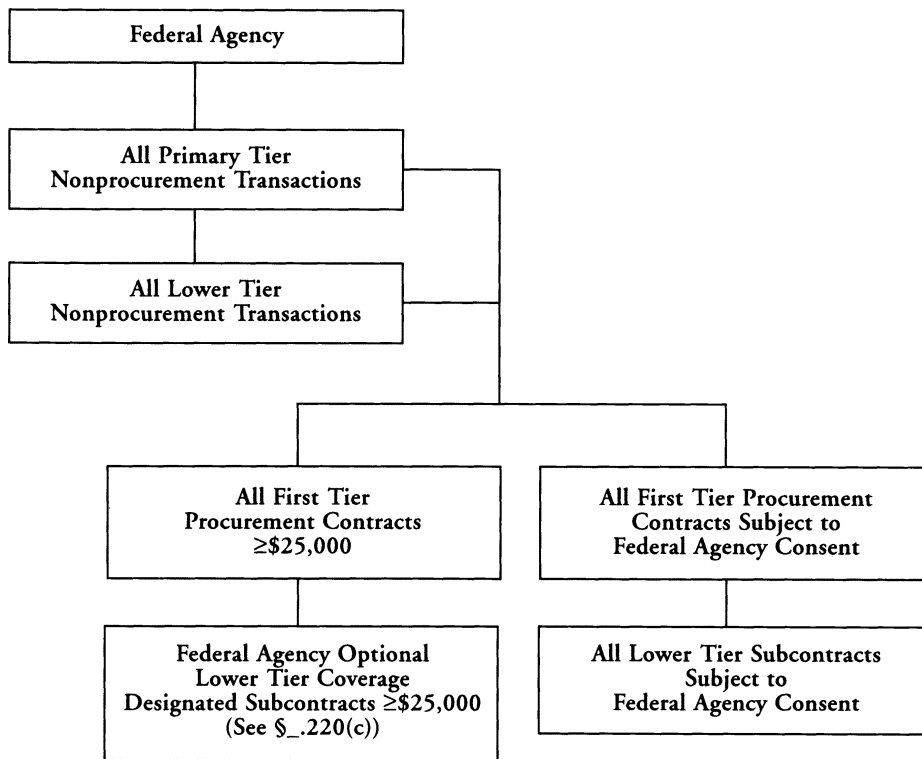 Federal Agency
All Primary Tier
Nonprocurement Transactions
All Lower Tier
Nonprocurement Transactions
All First Tier
Procurement Contracts
≥$25,000
All First Tier Procurement
Contracts Subject to
Federal Agency Consent
Federal Agency Optional
Lower Tier Coverage
Designated Subcontracts ≥$25,000
(See §_.220(c))
All Lower Tier Subcontracts
Subject to
Federal Agency Consent